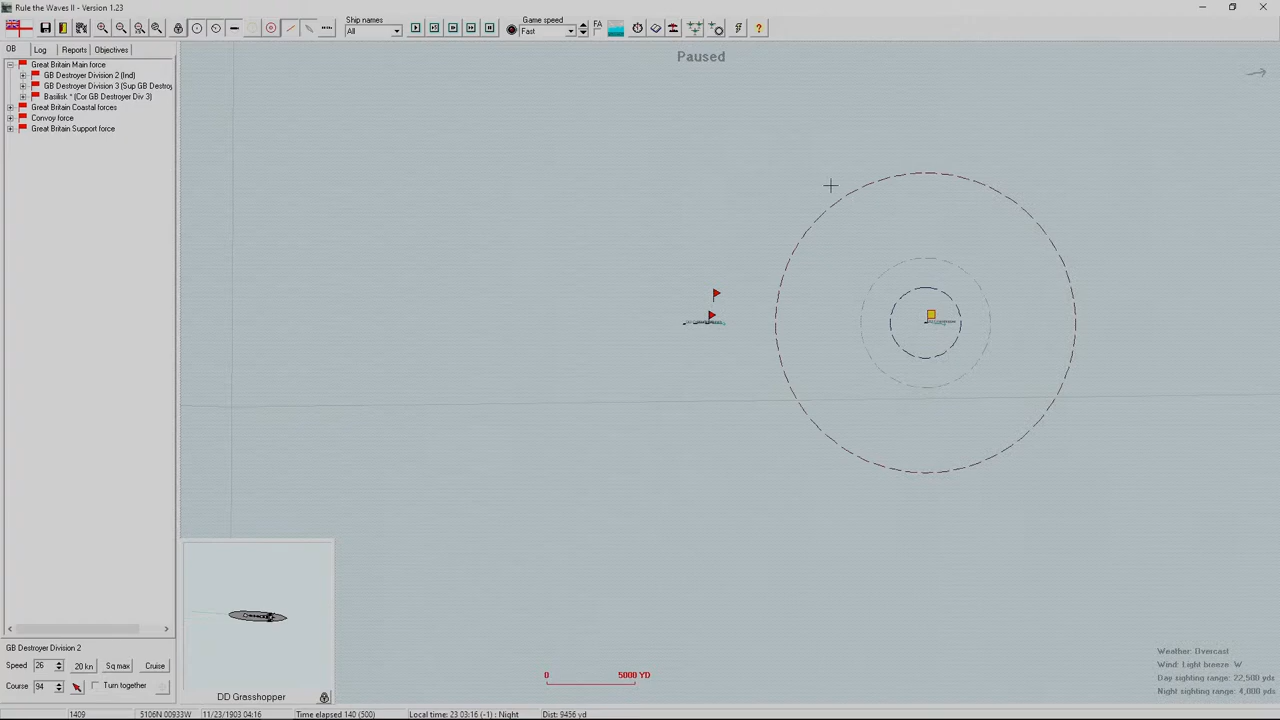 Rule the Waves II - Version 1.23
Ship names
All
Game speed
Fast
FA
OB Log Reports Objectives
Paused
Great Britain Main force
GB Destroyer Division 2 (Ind)
GB Destroyer Division 3 (Sup GB Destroy
Basilisk * (Cor GB Destroyer Div 3)
Great Britain Coastal forces
Convoy force
Great Britain Support force
GB Destroyer Division 2
Speed 26 20 kn Sq max Cruise
Course 94 Turn together
DD Grasshopper
0 5000 YD
Weather: Overcast
Wind: Light breeze W
Day sighting range: 22,500 yds
Night sighting range: 4,000 yds
1409 5106N 00933W 11/23/1903 04:16 Time elapsed 140 (500) Local time: 23 03:16 (-1) : Night Dist: 9456 yd